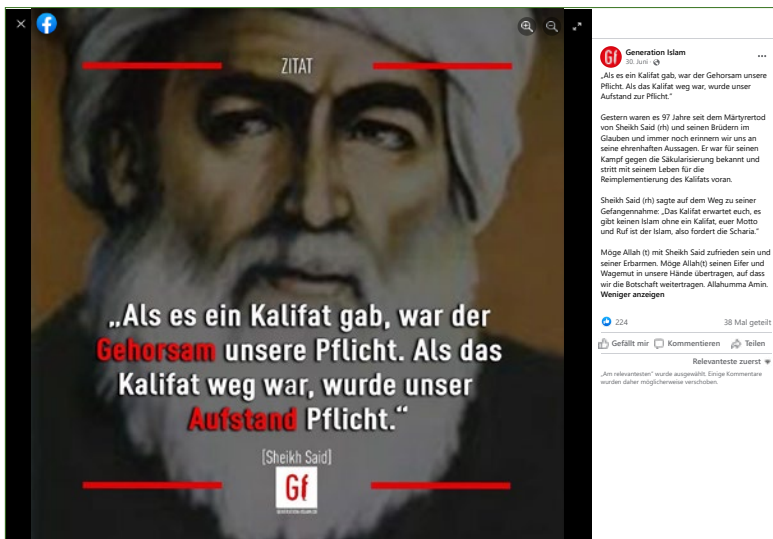 ZITAT
„Als es ein Kalifat gab, war der
Gehorsam unsere Pflicht. Als das
Kalifat weg war, wurde unser
Aufstand Pflicht.“
[Sheikh Said]
Gf
Gf
Generation Islam
30. Juni ·
„Als es ein Kalifat gab, war der Gehorsam unsere
Pflicht. Als das Kalifat weg war, wurde unser
Aufstand zur Pflicht.“
Gestern waren es 97 Jahre seit dem Märtyrertod
von Sheikh Said (rh) und seinen Brüdern im
Glauben und immer noch erinnern wir uns an
seine ehrenhaften Aussagen. Er war für seinen
Kampf gegen die Säkularisierung bekannt und
stritt mit seinem Leben für die
Reimplementierung des Kalifats voran.
Sheikh Said (rh) sagte auf dem Weg zu seiner
Gefangennahme: „Das Kalifat erwartet euch, es
gibt keinen Islam ohne ein Kalifat, euer Motto
und Ruf ist der Islam, also fordert die Scharia.“
Möge Allah (t) mit Sheikh Said zufrieden sein und
seiner Erbarmen. Möge Allah(t) seinen Eifer und
Wagemut in unsere Hände übertragen, auf dass
wir die Botschaft weitertragen. Allahumma Amin.
Weniger anzeigen
224 38 Mal geteilt
Gefällt mir Kommentieren Teilen
Relevanteste zuerst
„Am relevantesten“ wurde ausgewählt. Einige Kommentare
wurden daher möglicherweise verschoben.